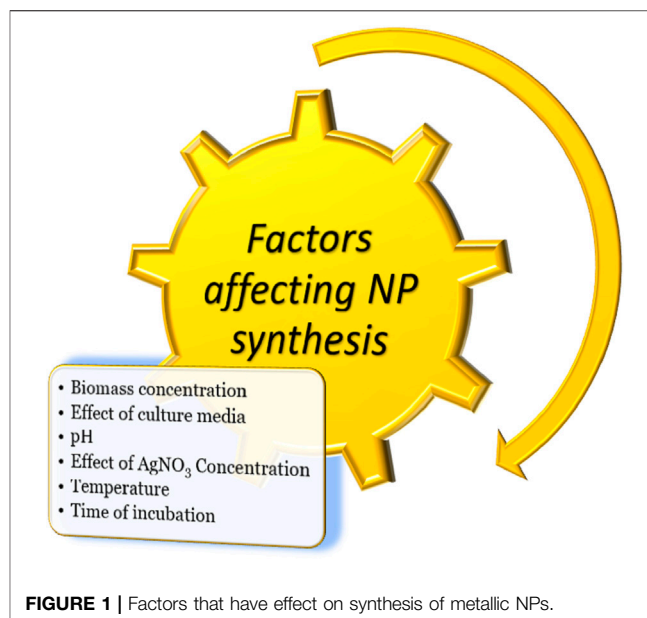 Factors
affecting NP
synthesis
• Biomass concentration
• Effect of culture media
• pH
• Effect of AgNO₃ Concentration
• Temperature
• Time of incubation
FIGURE 1 | Factors that have effect on synthesis of metallic NPs.